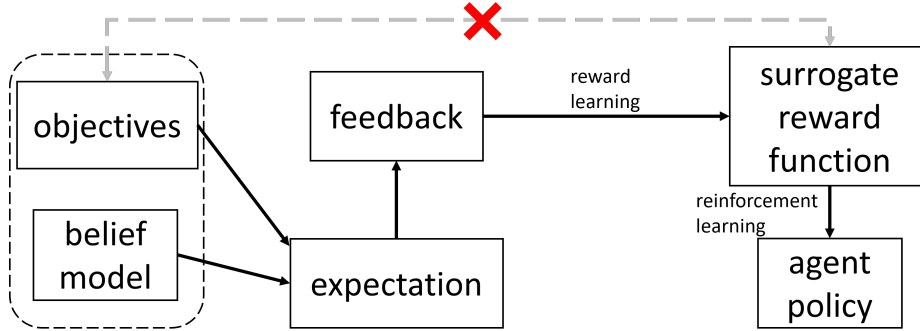 objectives
belief
model
expectation
feedback
reward
learning
surrogate
reward
function
reinforcement
learning
agent
policy